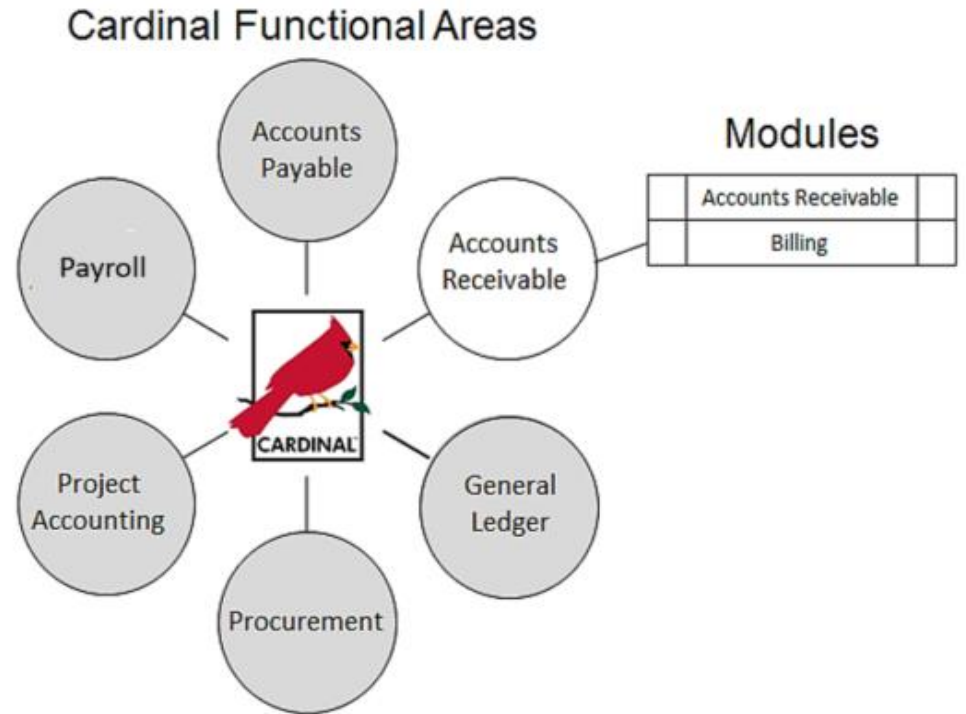 Cardinal Functional Areas
Accounts
Payable
Modules
Accounts Receivable
Billing
Accounts
Receivable
Payroll
CARDINAL
Project
Accounting
General
Ledger
Procurement